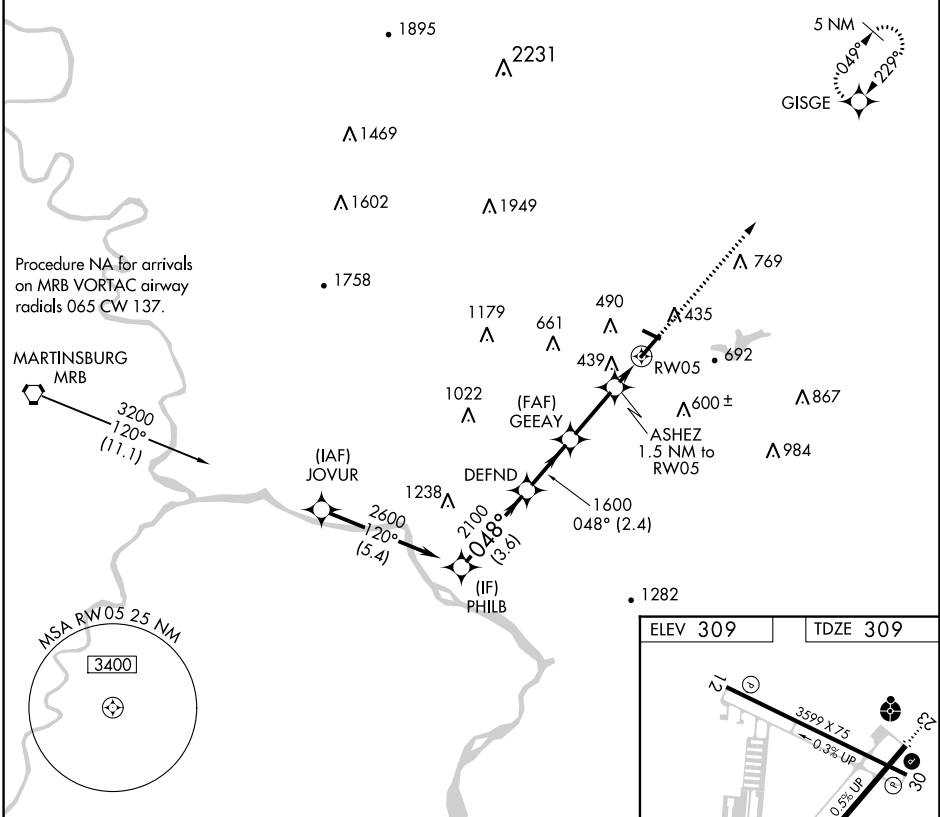 1895
2231
5 NM
049°
229°
GISGE
1469
1602
1949
Procedure NA for arrivals
on MRB VORTAC airway
radials 065 CW 137.
1758
769
1179
661
490
435
439
RW05
692
MARTINSBURG
MRB
3200
120°
(11.1)
1022
(FAF)
GEEAY
600 ±
867
ASHEZ
1.5 NM to
RW05
984
(IAF)
JOVUR
1238
DEFND
2600
120°
(5.4)
2100
048°
(3.6)
1600
048° (2.4)
(IF)
PHILB
1282
MSA RW 05 25 NM
3400
ELEV 309
TDZE 309
12
P
3599 X 75
0.3% UP
23
P
P
30
0.5% UP